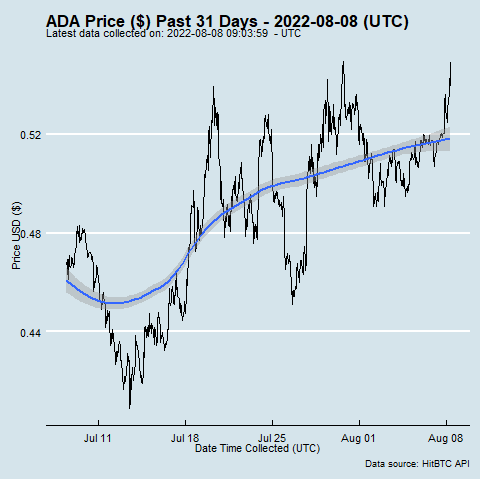 ADA Price ($) Past 31 Days - 2022-08-08 (UTC)
Latest data collected on: 2022-08-08 09:03:59  - UTC
0.52
0.48
0.44
Price USD ($)
Jul 11
Jul 18
Jul 25
Aug 01
Aug 08
Date Time Collected (UTC)
Data source: HitBTC API